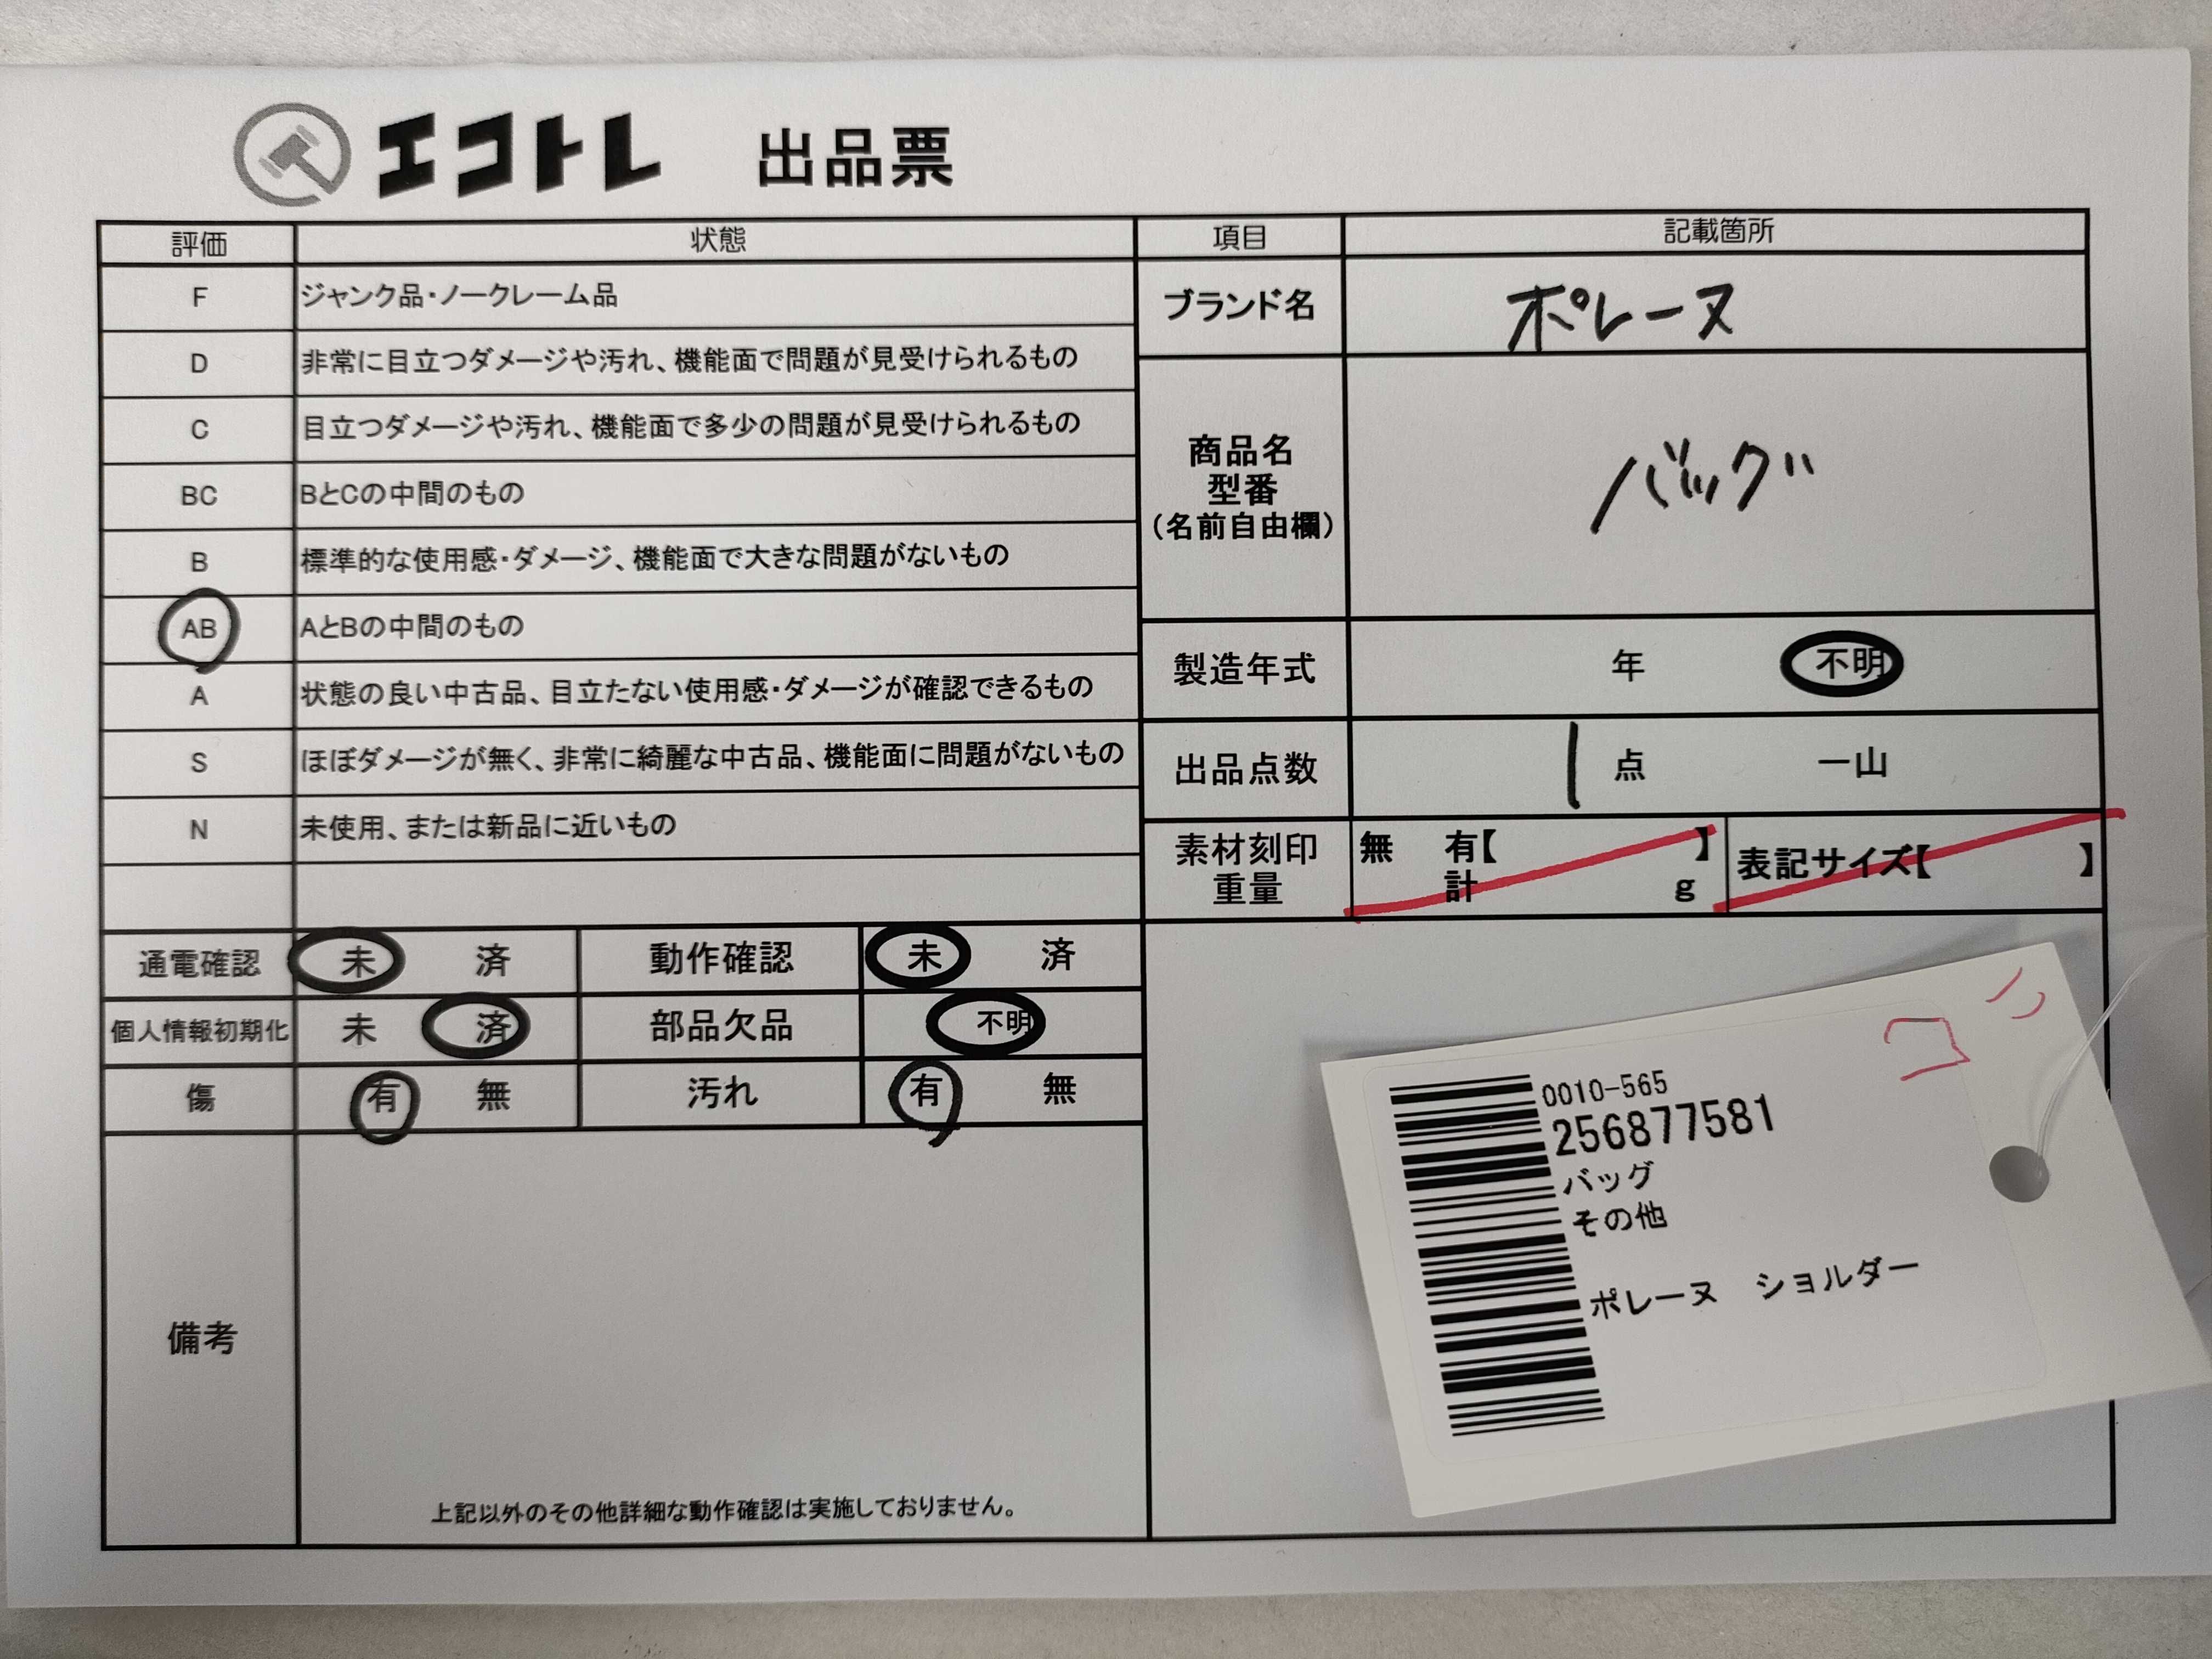 エコトレ 出品票
評価 状態
F ジャンク品・ノークレーム品
D 非常に目立つダメージや汚れ、機能面で問題が見受けられるもの
C 目立つダメージや汚れ、機能面で多少の問題が見受けられるもの
BC BとCの中間のもの
B 標準的な使用感・ダメージ、機能面で大きな問題がないもの
AB AとBの中間のもの
A 状態の良い中古品、目立たない使用感・ダメージが確認できるもの
S ほぼダメージが無く、非常に綺麗な中古品、機能面に問題がないもの
N 未使用、または新品に近いもの
通電確認 未 済 動作確認 未 済
個人情報初期化 未 済 部品欠品 不明
傷 有 無 汚れ 有 無
備考
上記以外のその他詳細な動作確認は実施しておりません。
項目 記載箇所
ブランド名 ポレーヌ
商品名
型番
(名前自由欄)
バッグ
製造年式 年 不明
出品点数 1 点 一山
素材刻印 無 有【 】 表記サイズ【 】
重量 計 g
0010-565
256877581
バッグ
その他
ポレーヌ ショルダー